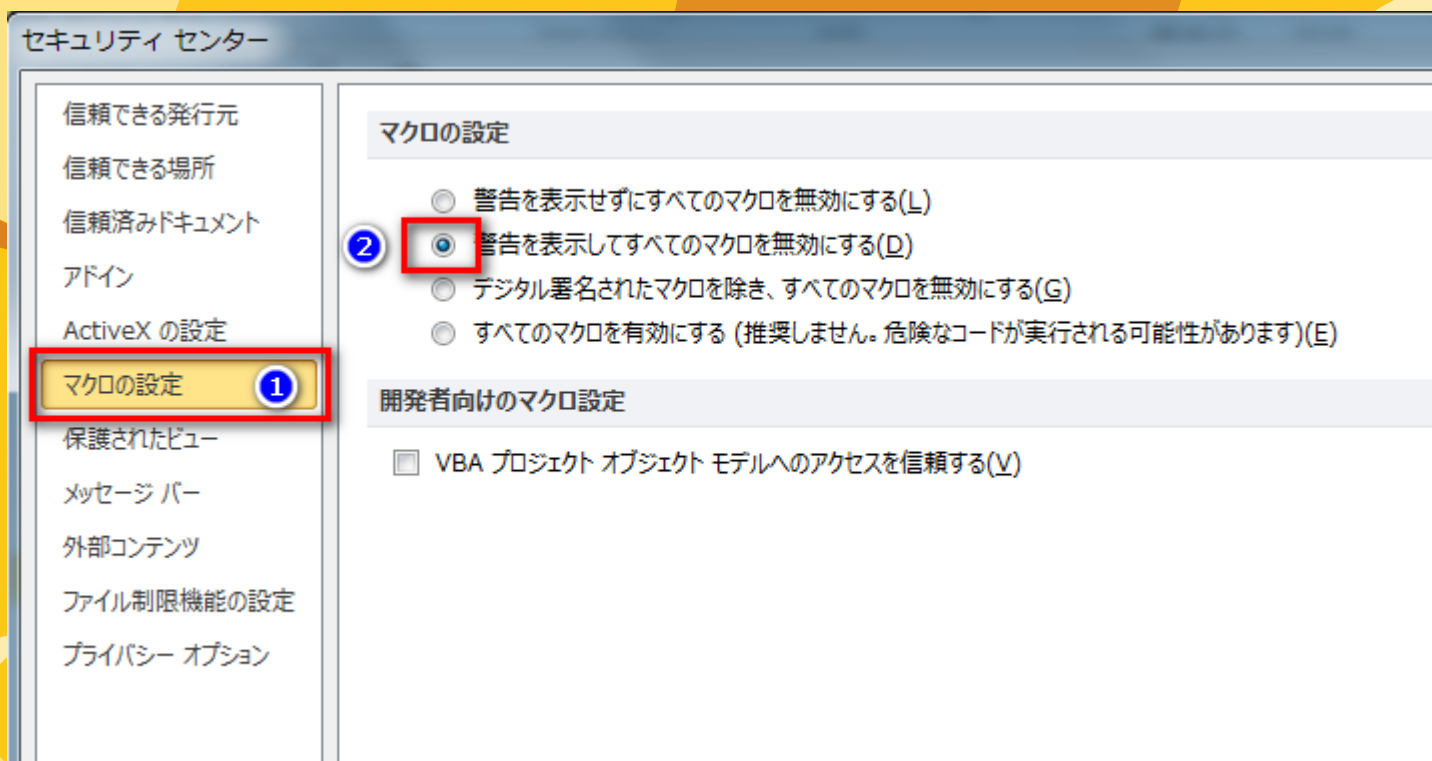 セキュリティ センター
信頼できる発行元
信頼できる場所
信頼済みドキュメント
アドイン
ActiveX の設定
マクロの設定
1
保護されたビュー
メッセージ バー
外部コンテンツ
ファイル制限機能の設定
プライバシー オプション
マクロの設定
警告を表示せずにすべてのマクロを無効にする(L)
2
警告を表示してすべてのマクロを無効にする(D)
デジタル署名されたマクロを除き、すべてのマクロを無効にする(G)
すべてのマクロを有効にする (推奨しません。危険なコードが実行される可能性があります)(E)
開発者向けのマクロ設定
VBA プロジェクト オブジェクト モデルへのアクセスを信頼する(V)